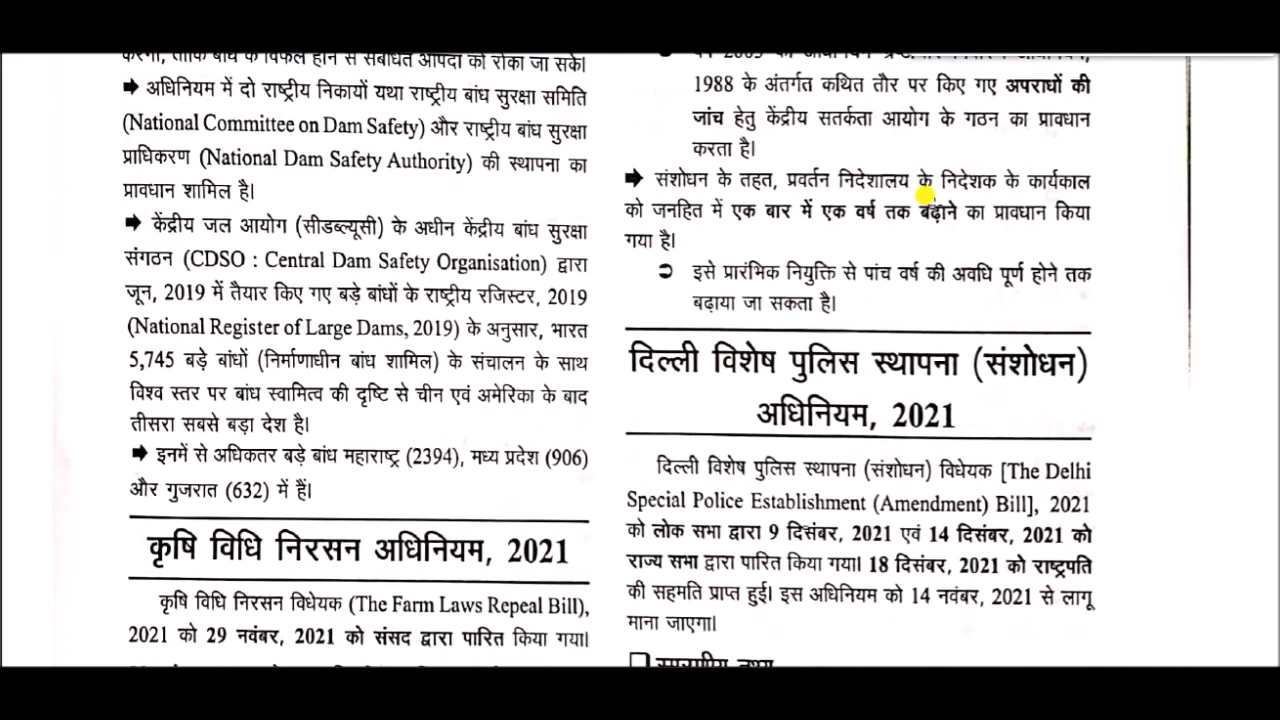 करेगा, ताकि बांध के विफल होने से संबंधित आपदा को रोका जा सके।
➡ अधिनियम में दो राष्ट्रीय निकायों यथा राष्ट्रीय बांध सुरक्षा समिति
(National Committee on Dam Safety) और राष्ट्रीय बांध सुरक्षा
प्राधिकरण (National Dam Safety Authority) की स्थापना का
प्रावधान शामिल है।
➡ केंद्रीय जल आयोग (सीडब्ल्यूसी) के अधीन केंद्रीय बांध सुरक्षा
संगठन (CDSO : Central Dam Safety Organisation) द्वारा
जून, 2019 में तैयार किए गए बड़े बांधों के राष्ट्रीय रजिस्टर, 2019
(National Register of Large Dams, 2019) के अनुसार, भारत
5,745 बड़े बांधों (निर्माणाधीन बांध शामिल) के संचालन के साथ
विश्व स्तर पर बांध स्वामित्व की दृष्टि से चीन एवं अमेरिका के बाद
तीसरा सबसे बड़ा देश है।
➡ इनमें से अधिकतर बड़े बांध महाराष्ट्र (2394), मध्य प्रदेश (906)
और गुजरात (632) में हैं।
कृषि विधि निरसन अधिनियम, 2021
कृषि विधि निरसन विधेयक (The Farm Laws Repeal Bill),
2021 को 29 नवंबर, 2021 को संसद द्वारा पारित किया गया।
1988 के अंतर्गत कथित तौर पर किए गए अपराधों की
जांच हेतु केंद्रीय सतर्कता आयोग के गठन का प्रावधान
करता है।
➡ संशोधन के तहत, प्रवर्तन निदेशालय के निदेशक के कार्यकाल
को जनहित में एक बार में एक वर्ष तक बढ़ाने का प्रावधान किया
गया है।
➲ इसे प्रारंभिक नियुक्ति से पांच वर्ष की अवधि पूर्ण होने तक
बढ़ाया जा सकता है।
दिल्ली विशेष पुलिस स्थापना (संशोधन)
अधिनियम, 2021
दिल्ली विशेष पुलिस स्थापना (संशोधन) विधेयक [The Delhi
Special Police Establishment (Amendment) Bill], 2021
को लोक सभा द्वारा 9 दिसंबर, 2021 एवं 14 दिसंबर, 2021 को
राज्य सभा द्वारा पारित किया गया। 18 दिसंबर, 2021 को राष्ट्रपति
की सहमति प्राप्त हुई। इस अधिनियम को 14 नवंबर, 2021 से लागू
माना जाएगा।
❑ स्मरणीय तथ्य